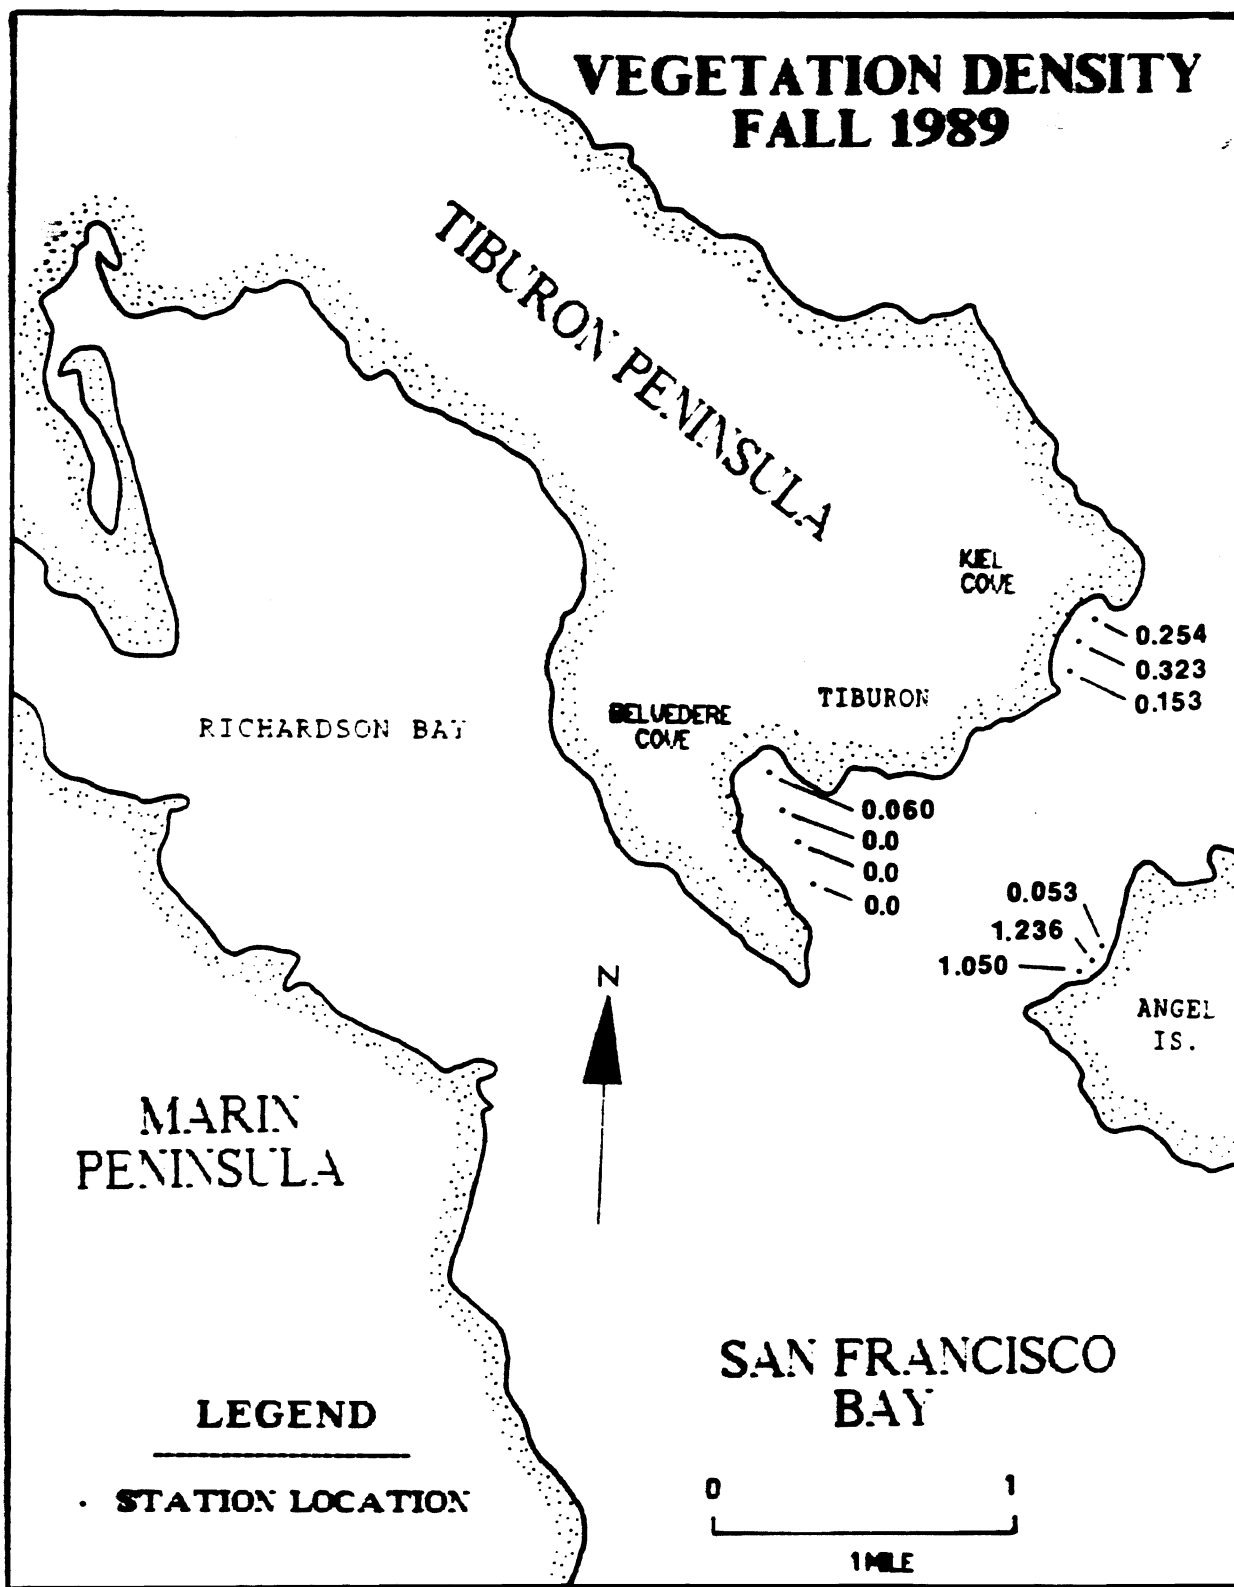 VEGETATION DENSITY
FALL 1989
TIBURON PENINSULA
KIEL
COVE
0.254
0.323
0.153
TIBURON
BELVEDERE
COVE
RICHARDSON BAY
0.060
0.0
0.0
0.0
0.053
1.236
1.050
N
ANGEL
IS.
MARIN
PENINSULA
SAN FRANCISCO
BAY
LEGEND
. STATION LOCATION
0 1
1 MILE